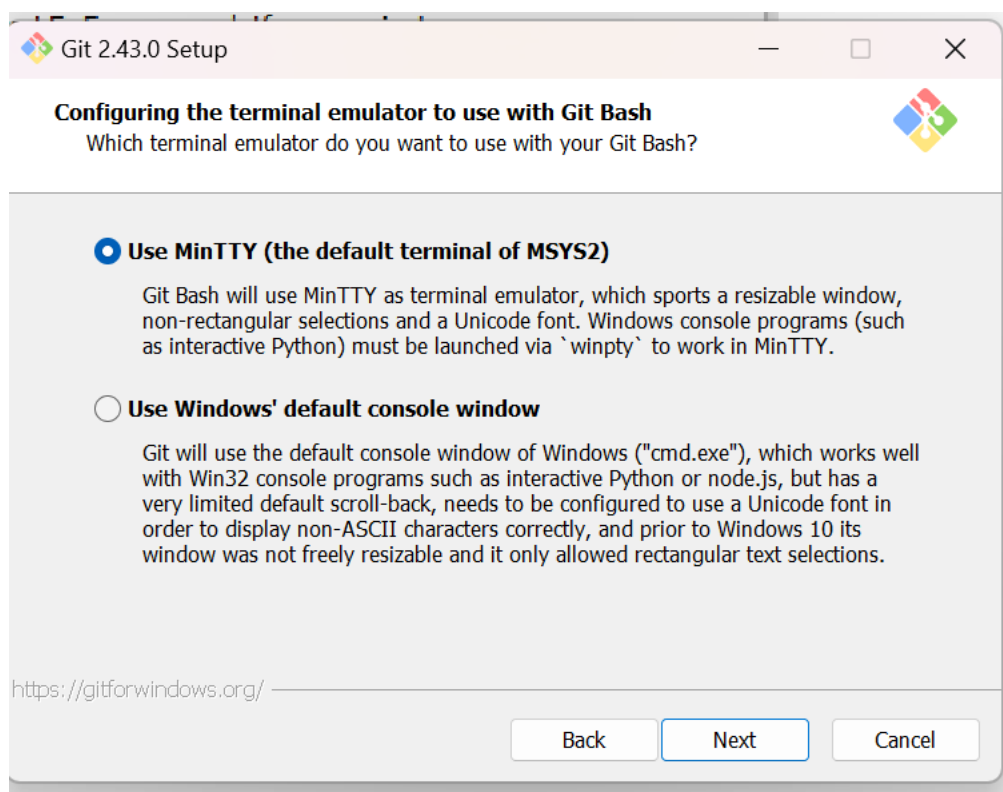 Git 2.43.0 Setup
Configuring the terminal emulator to use with Git Bash
Which terminal emulator do you want to use with your Git Bash?
Use MinTTY (the default terminal of MSYS2)
Git Bash will use MinTTY as terminal emulator, which sports a resizable window,
non-rectangular selections and a Unicode font. Windows console programs (such
as interactive Python) must be launched via `winpty` to work in MinTTY.
Use Windows' default console window
Git will use the default console window of Windows ("cmd.exe"), which works well
with Win32 console programs such as interactive Python or node.js, but has a
very limited default scroll-back, needs to be configured to use a Unicode font in
order to display non-ASCII characters correctly, and prior to Windows 10 its
window was not freely resizable and it only allowed rectangular text selections.
https://gitforwindows.org/
Back Next Cancel